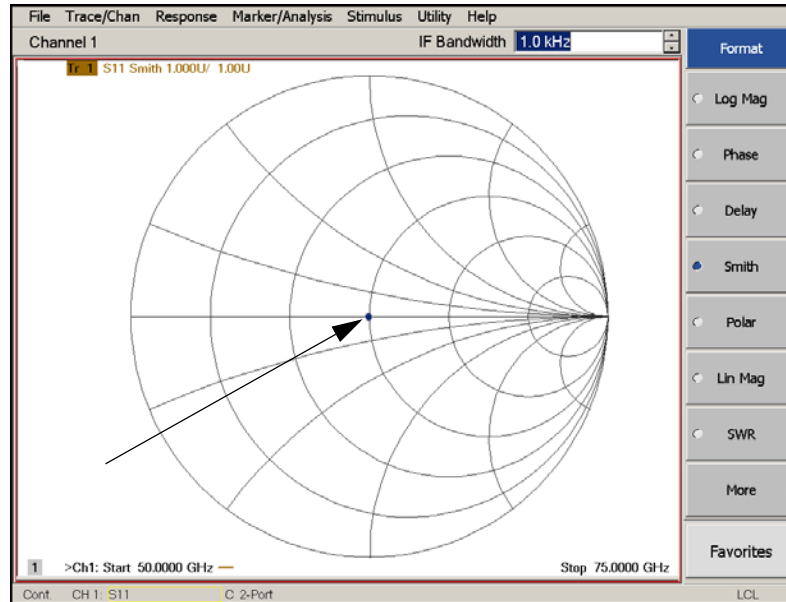 File Trace/Chan Response Marker/Analysis Stimulus Utility Help
Channel 1 IF Bandwidth 1.0 kHz
Format
Tr 1 S11 Smith 1.000U/ 1.00U
Log Mag
Phase
Delay
Smith
Polar
Lin Mag
SWR
More
Favorites
1 >Ch1: Start 50.0000 GHz Stop 75.0000 GHz
Cont. CH 1: S11 C 2-Port LCL